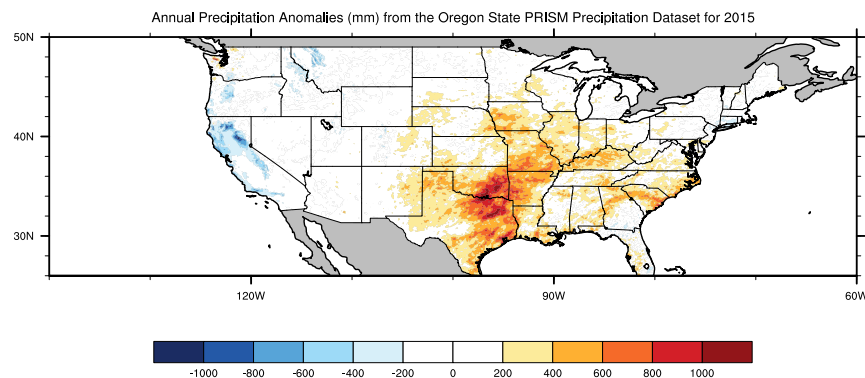 Annual Precipitation Anomalies (mm) from the Oregon State PRISM Precipitation Dataset for 2015
50N
40N
30N
120W 90W 60W
-1000 -800 -600 -400 -200 0 200 400 600 800 1000